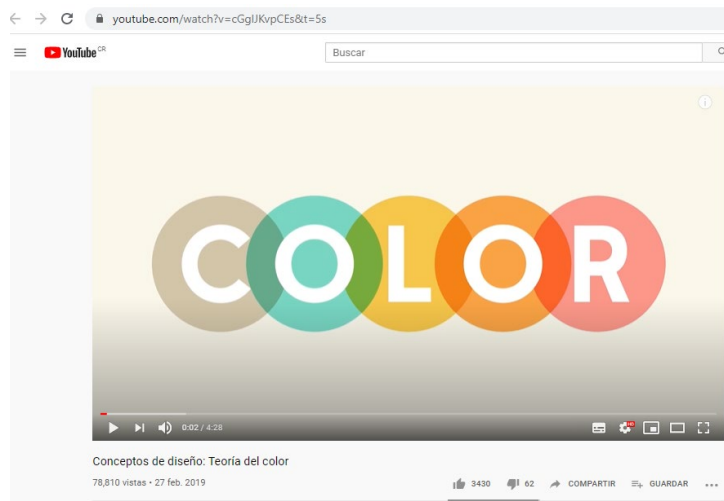 youtube.com/watch?v=cGglJKvpCEs&t=5s
YouTube CR
Buscar
COLOR
0:02 / 4:28
HD
Conceptos de diseño: Teoría del color
78,810 vistas • 27 feb. 2019
3430 62 COMPARTIR GUARDAR